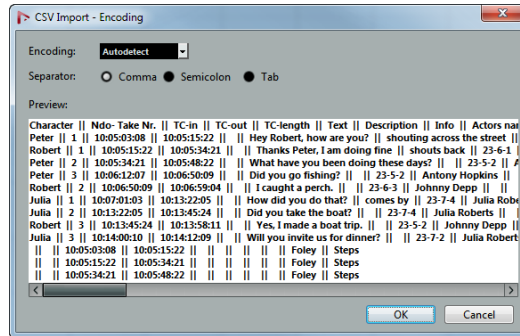 CSV Import - Encoding
Encoding: Autodetect
Separator: Comma Semicolon Tab
Preview:
Character || Ndo- Take Nr. || TC-in || TC-out || TC-length || Text || Description || Info || Actors nar
Peter || 1 || 10:05:03:08 || 10:05:15:22 || || Hey Robert, how are you? || shouting across the street ||
Robert || 1 || 10:05:15:22 || 10:05:34:21 || || Thanks Peter, I am doing fine || shouts back || 23-6-1 |
Peter || 2 || 10:05:34:21 || 10:05:48:22 || || What have you been doing these days? || || 23-5-2 || A
Peter || 3 || 10:06:12:07 || 10:06:50:09 || || Did you go fishing? || || 23-5-2 || Antony Hopkins ||
Robert || 2 || 10:06:50:09 || 10:06:59:04 || || I caught a perch. || || 23-6-3 || Johnny Depp || ||
Julia || 1 || 10:07:01:03 || 10:13:22:05 || || How did you do that? || comes by || 23-7-4 || Julia Robe
Julia || 2 || 10:13:22:05 || 10:13:45:24 || || Did you take the boat? || || 23-7-4 || Julia Roberts ||
Robert || 3 || 10:13:45:24 || 10:13:58:11 || || Yes, I made a boat trip. || || 23-5-2 || Johnny Depp ||
Julia || 3 || 10:14:00:10 || 10:14:12:09 || || Will you invite us for dinner? || || 23-7-2 || Julia Robert
|| || 10:05:03:08 || 10:05:15:22 || || || || || Foley || Steps
|| || 10:05:15:22 || 10:05:34:21 || || || || || Foley || Steps
|| || 10:05:34:21 || 10:05:48:22 || || || || || Foley || Steps
OK Cancel